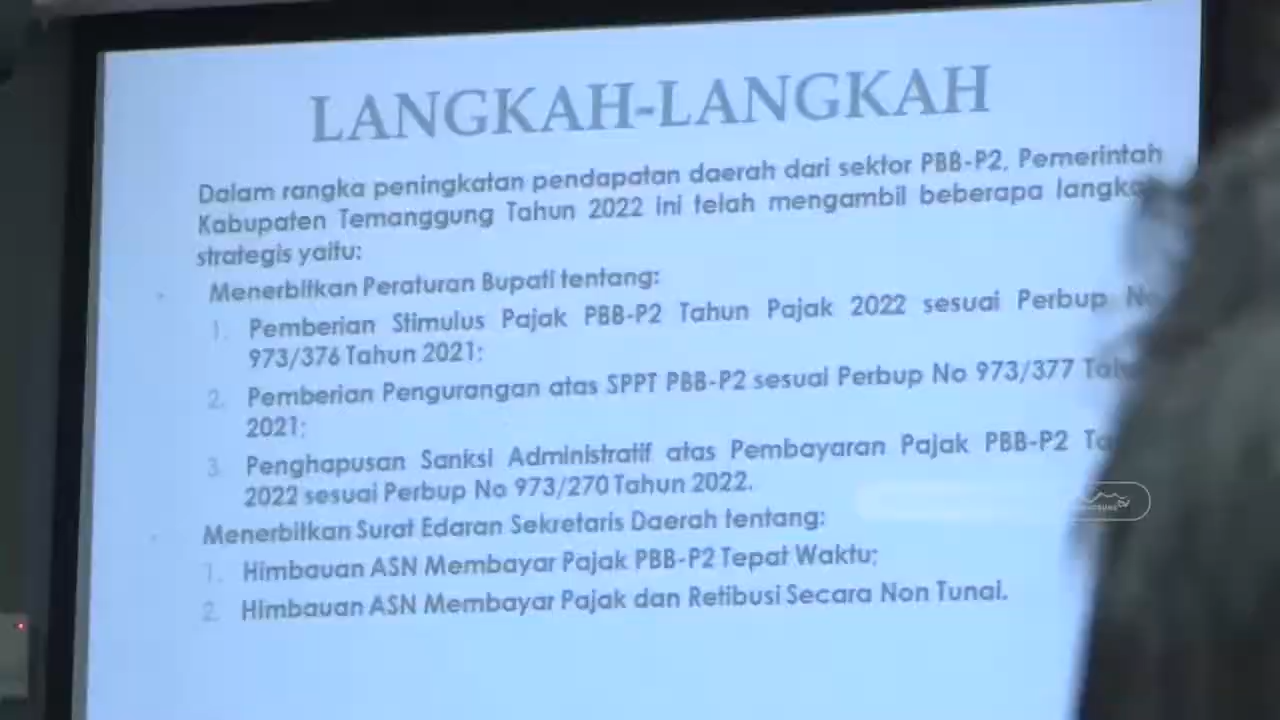 LANGKAH-LANGKAH
Dalam rangka peningkatan pendapatan daerah dari sektor PBB-P2, Pemerintah
Kabupaten Temanggung Tahun 2022 ini telah mengambil beberapa
strategis yaitu:
Menerbitkan Peraturan Bupati tentang:
1. Pemberian Stimulus Pajak PBB-P2 Tahun Pajak 2022 sesuai Perbup
973/376 Tahun 2021;
2. Pemberian Pengurangan atas SPPT PBB-P2 sesuai Perbup No 973/377
2021;
3. Penghapusan Sanksi Administratif atas Pembayaran Pajak PBB-P2
2022 sesuai Perbup No 973/270 Tahun 2022.
Menerbitkan Surat Edaran Sekretaris Daerah tentang:
1. Himbauan ASN Membayar Pajak PBB-P2 Tepat Waktu;
2. Himbauan ASN Membayar Pajak dan Retibusi Secara Non Tunai.